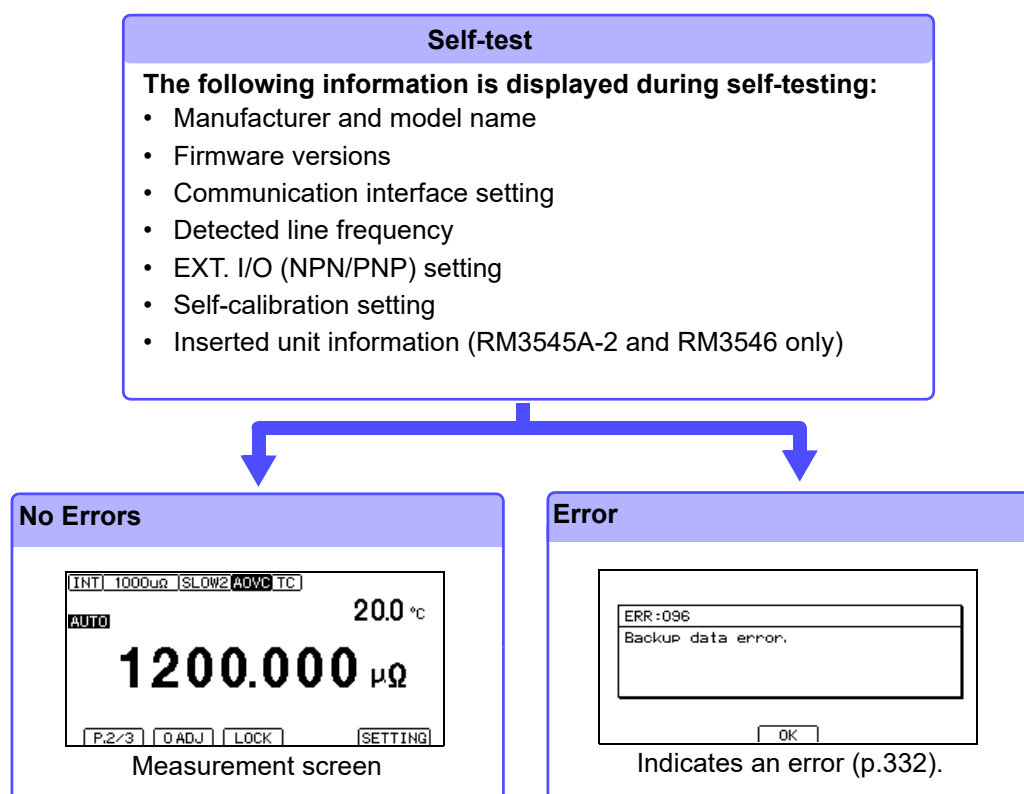 Self-test
The following information is displayed during self-testing:
• Manufacturer and model name
• Firmware versions
• Communication interface setting
• Detected line frequency
• EXT. I/O (NPN/PNP) setting
• Self-calibration setting
• Inserted unit information (RM3545A-2 and RM3546 only)
No Errors
INT 1000uΩ SLOW2 AOVC TC
20.0 °C
AUTO
1200.000 μΩ
P.2/3 0 ADJ LOCK SETTING
Measurement screen
Error
ERR:096
Backup data error.
OK
Indicates an error (p.332).